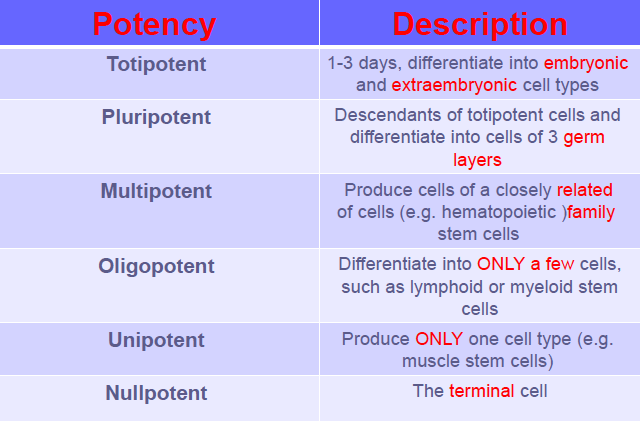 Potency
Description
Totipotent
1-3 days, differentiate into embryonic
and extraembryonic cell types
Pluripotent
Descendants of totipotent cells and
differentiate into cells of 3 germ
layers
Multipotent
Produce cells of a closely related
of cells (e.g. hematopoietic )family
stem cells
Oligopotent
Differentiate into ONLY a few cells,
such as lymphoid or myeloid stem
cells
Unipotent
Produce ONLY one cell type (e.g.
muscle stem cells)
Nullpotent
The terminal cell